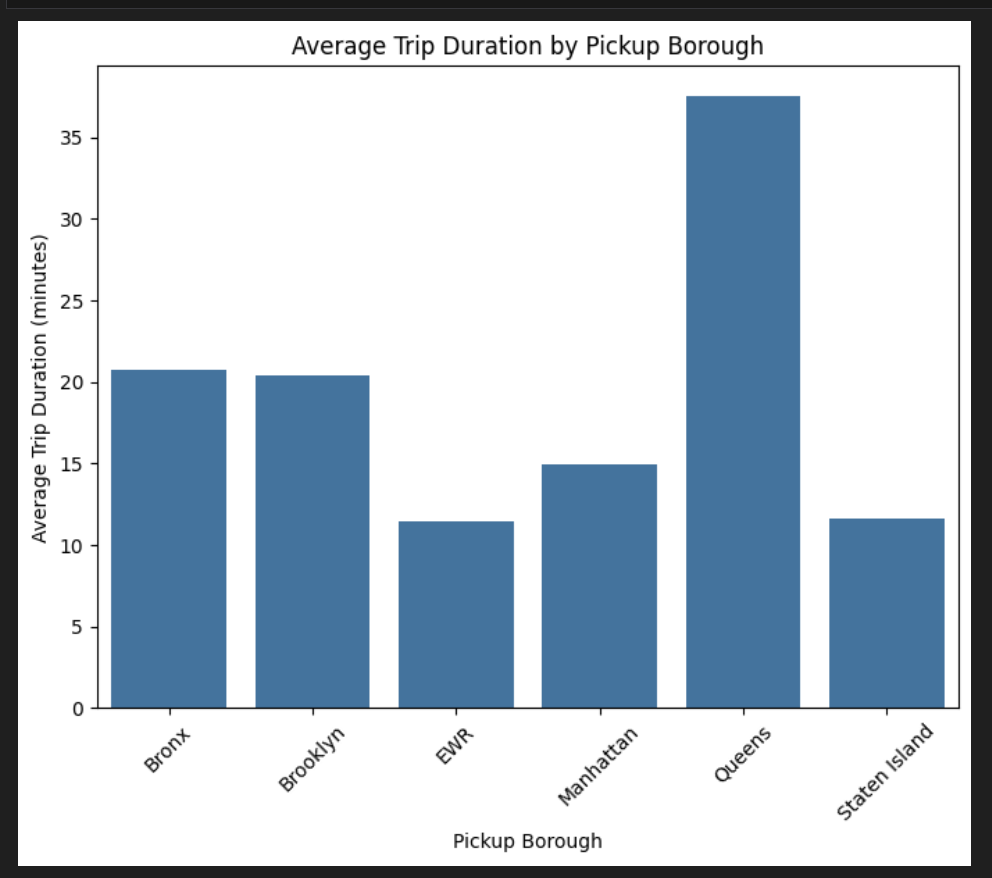 Average Trip Duration by Pickup Borough
Average Trip Duration (minutes)
35
30
25
20
15
10
5
0
Bronx
Brooklyn
EWR
Manhattan
Queens
Staten Island
Pickup Borough